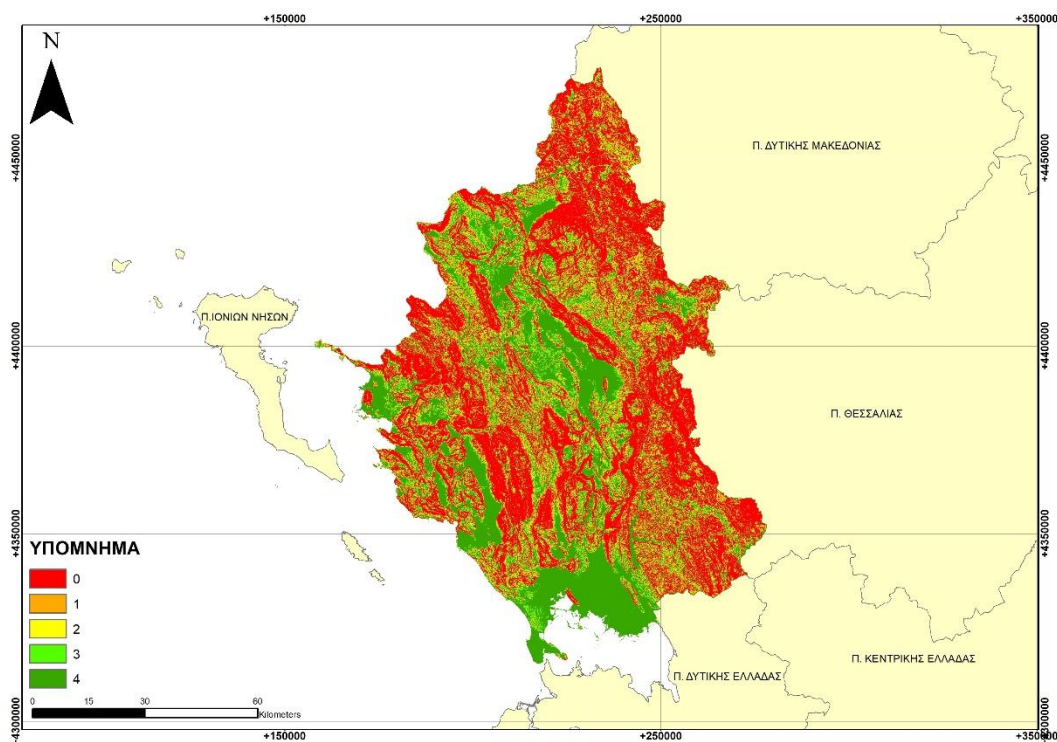 +150000 +250000 +350000
N
+4450000 +4450000
Π. ΔΥΤΙΚΗΣ ΜΑΚΕΔΟΝΙΑΣ
Π.ΙΟΝΙΩΝ ΝΗΣΩΝ
+4400000 +4400000
Π. ΘΕΣΣΑΛΙΑΣ
+4350000 +4350000
ΥΠΟΜΝΗΜΑ
0
1
2
3
4
Π. ΚΕΝΤΡΙΚΗΣ ΕΛΛΑΔΑΣ
Π. ΔΥΤΙΚΗΣ ΕΛΛΑΔΑΣ
0 15 30 60
Kilometers
+4300000 +4300000
+150000 +250000 +350000